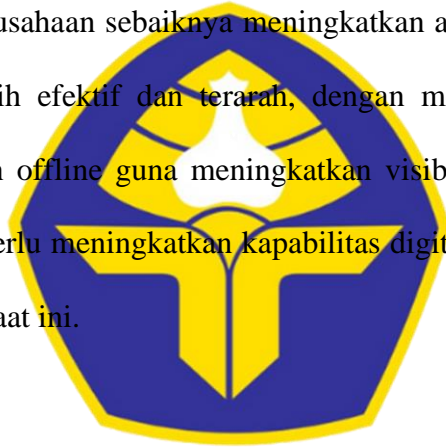 usahaan sebaiknya meningkatkan a
ih efektif dan terarah, dengan m
offline guna meningkatkan visib
erlu meningkatkan kapabilitas digit
aat ini.